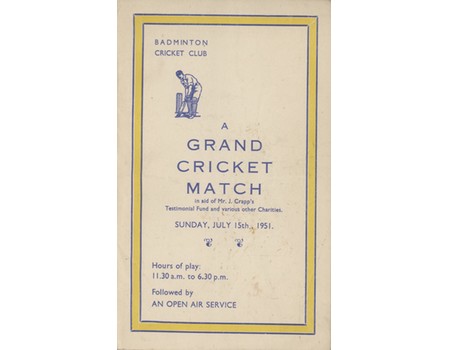 BADMINTON
CRICKET CLUB
A
GRAND
CRICKET
MATCH
in aid of Mr. J. Crapp's
Testimonial Fund and various other Charities.
SUNDAY, JULY 15th, 1951.
Hours of play:
11.30 a.m. to 6.30 p.m.
Followed by
AN OPEN AIR SERVICE